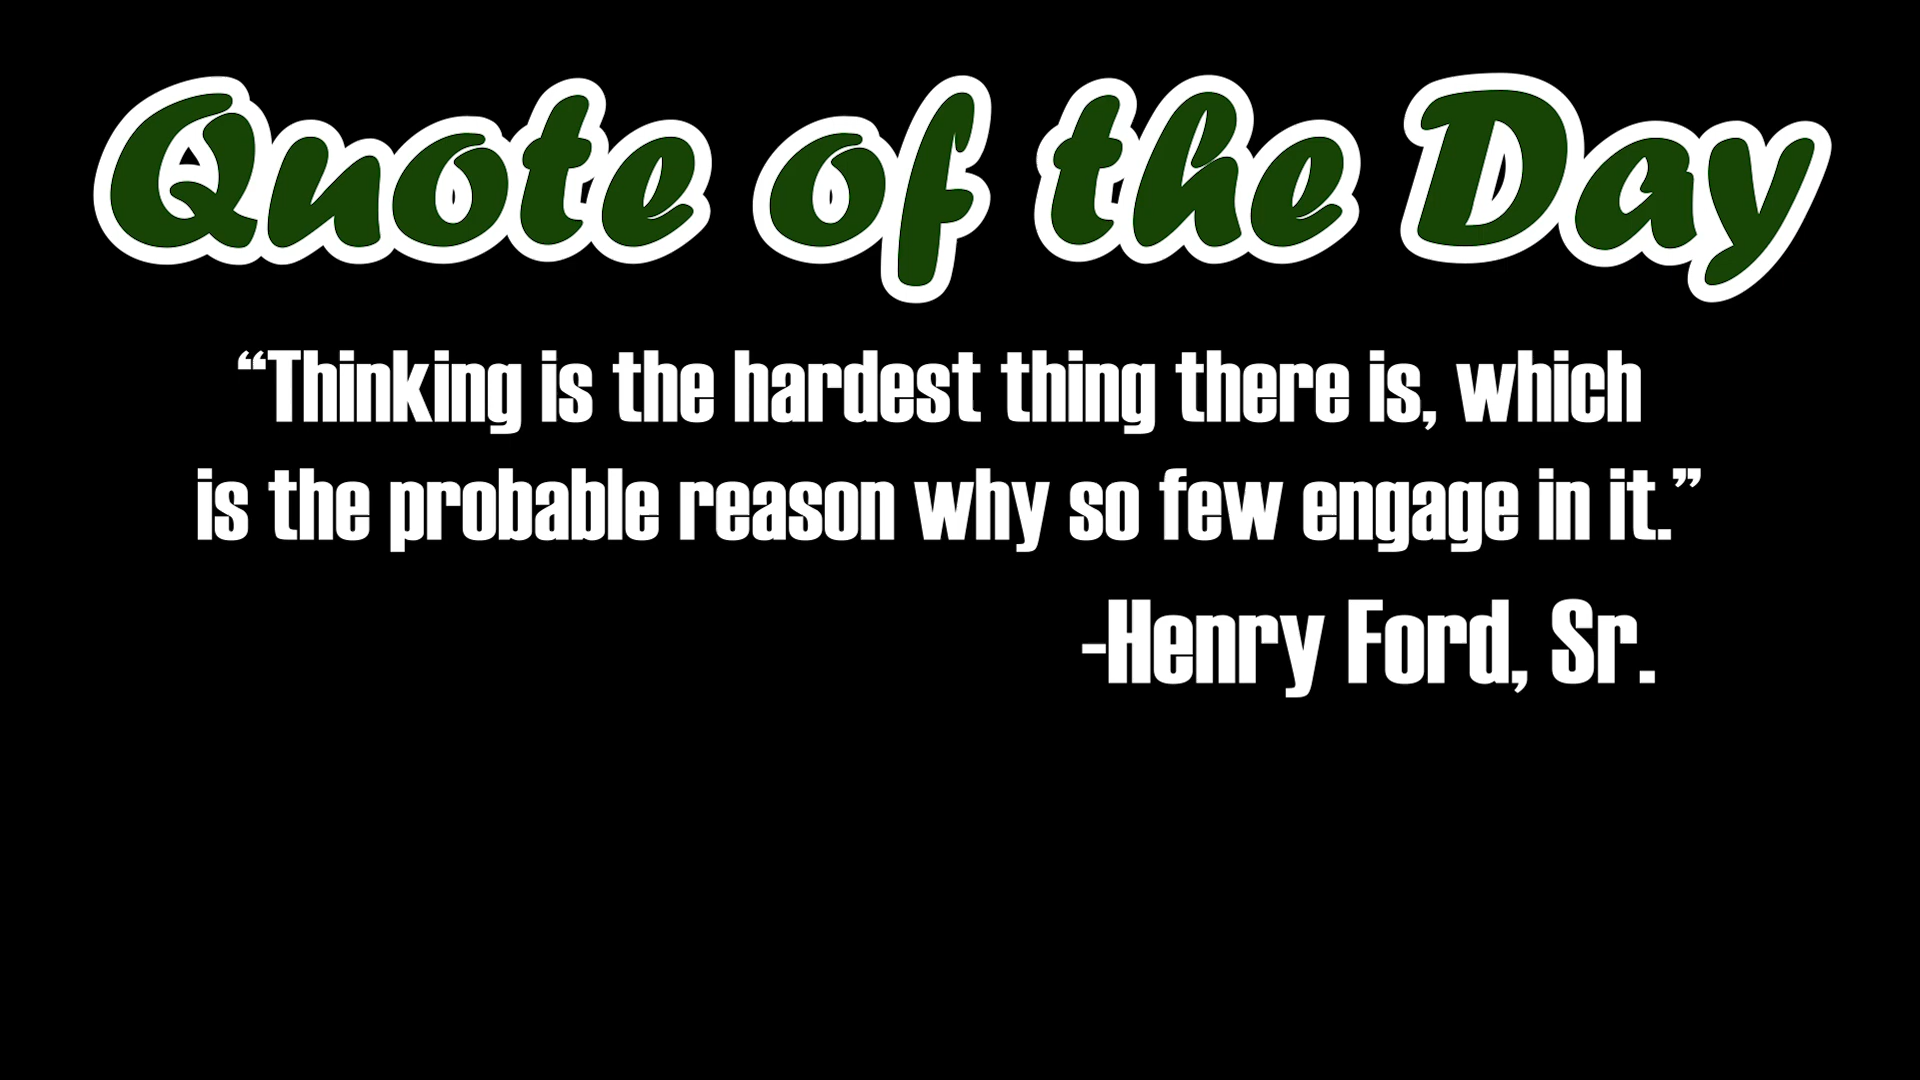 Quote of the Day
“Thinking is the hardest thing there is, which
is the probable reason why so few engage in it.”
-Henry Ford, Sr.